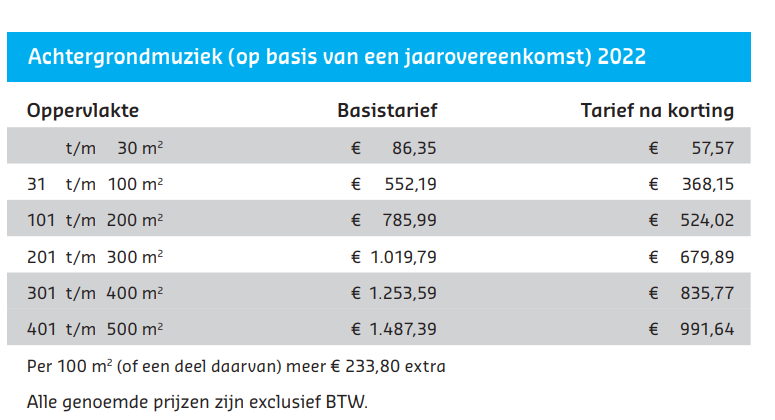 Achtergrondmuziek (op basis van een jaarovereenkomst) 2022
Oppervlakte Basistarief Tarief na korting
t/m 30 m² € 86,35 € 57,57
31 t/m 100 m² € 552,19 € 368,15
101 t/m 200 m² € 785,99 € 524,02
201 t/m 300 m² € 1.019,79 € 679,89
301 t/m 400 m² € 1.253,59 € 835,77
401 t/m 500 m² € 1.487,39 € 991,64
Per 100 m² (of een deel daarvan) meer € 233,80 extra
Alle genoemde prijzen zijn exclusief BTW.